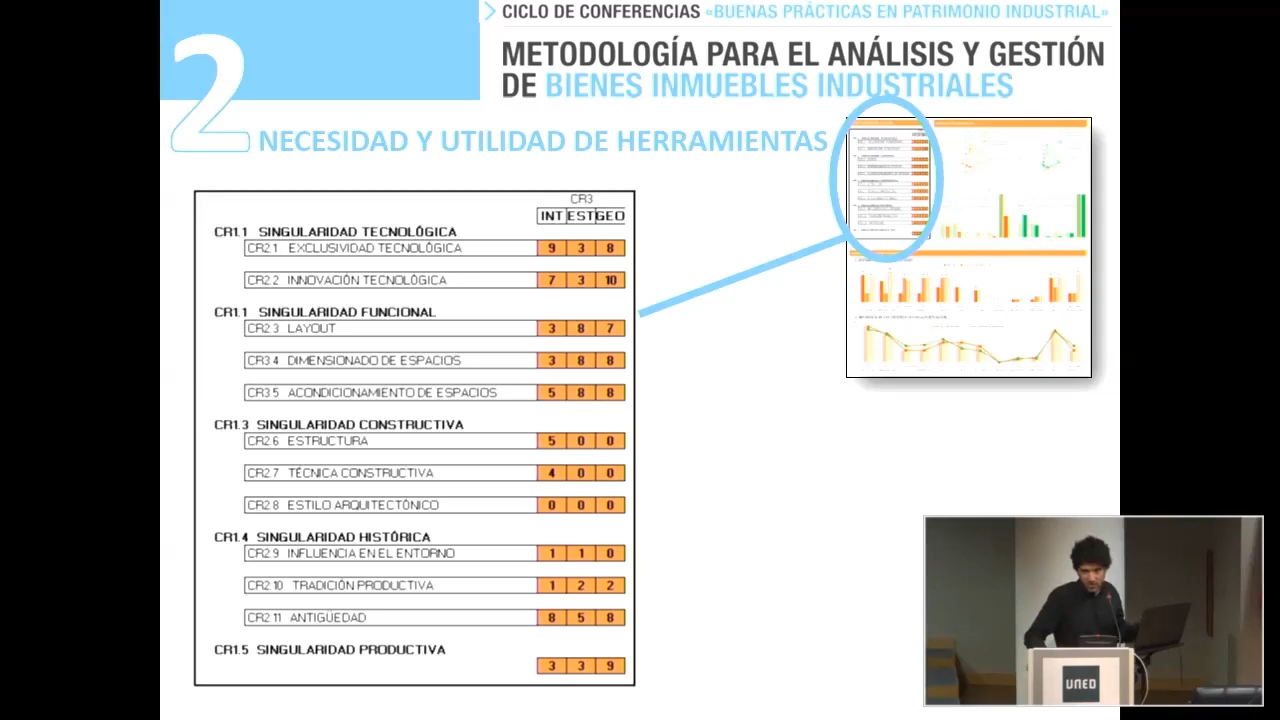 CICLO DE CONFERENCIAS «BUENAS PRÁCTICAS EN PATRIMONIO INDUSTRIAL»
METODOLOGÍA PARA EL ANÁLISIS Y GESTIÓN
DE BIENES INMUEBLES INDUSTRIALES
2 NECESIDAD Y UTILIDAD DE HERRAMIENTAS
CR3
INT EST GEO
CR1.1 SINGULARIDAD TECNOLÓGICA
CR2.1 EXCLUSIVIDAD TECNOLÓGICA 9 3 8
CR2.2 INNOVACIÓN TECNOLÓGICA 7 3 10
CR1.1 SINGULARIDAD FUNCIONAL
CR2.3 LAYOUT 3 8 7
CR3.4 DIMENSIONADO DE ESPACIOS 3 8 8
CR3.5 ACONDICIONAMIENTO DE ESPACIOS 5 8 8
CR1.3 SINGULARIDAD CONSTRUCTIVA
CR2.6 ESTRUCTURA 5 0 0
CR2.7 TÉCNICA CONSTRUCTIVA 4 0 0
CR2.8 ESTILO ARQUITECTÓNICO 0 0 0
CR1.4 SINGULARIDAD HISTÓRICA
CR2.9 INFLUENCIA EN EL ENTORNO 1 1 0
CR2.10 TRADICIÓN PRODUCTIVA 1 2 2
CR2.11 ANTIGÜEDAD 8 5 8
CR1.5 SINGULARIDAD PRODUCTIVA
3 3 9
UNED